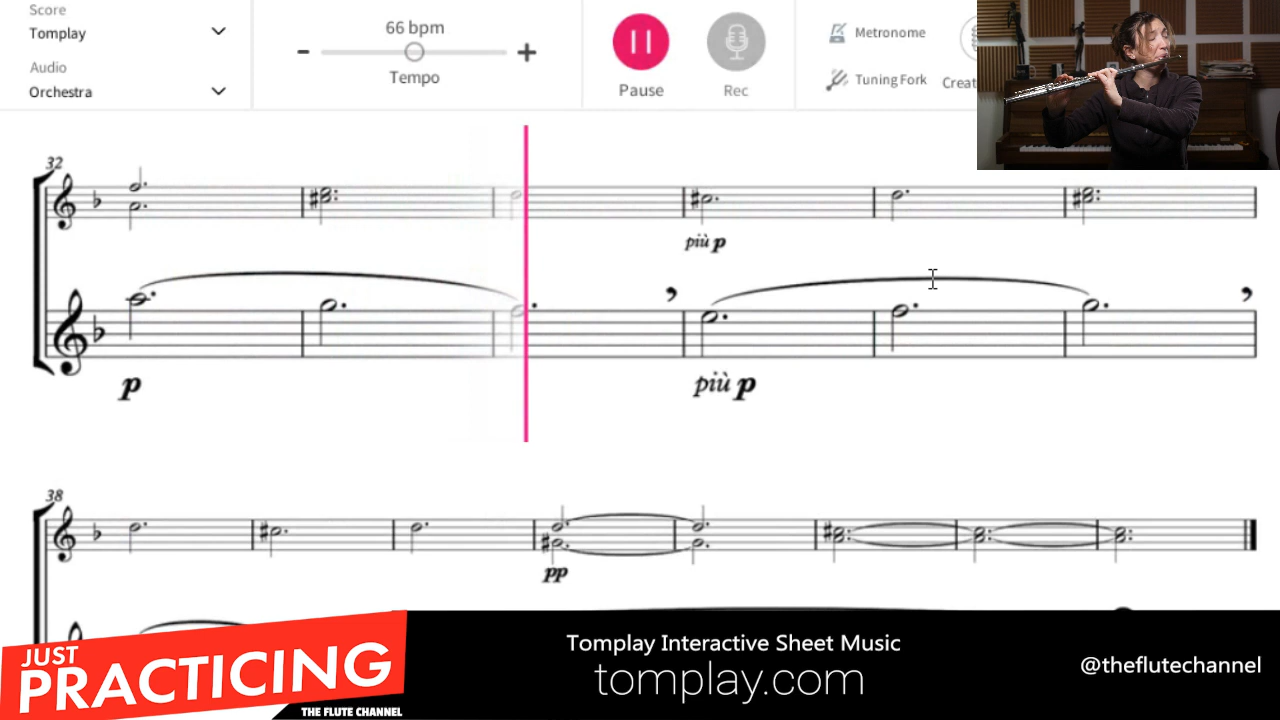 Score
Tomplay
Audio
Orchestra
66 bpm
Tempo
Pause
Rec
Metronome
Tuning Fork
Creat
32
più p
p
più p
38
pp
JUST
PRACTICING
THE FLUTE CHANNEL
Tomplay Interactive Sheet Music
tomplay.com
@theflutechannel